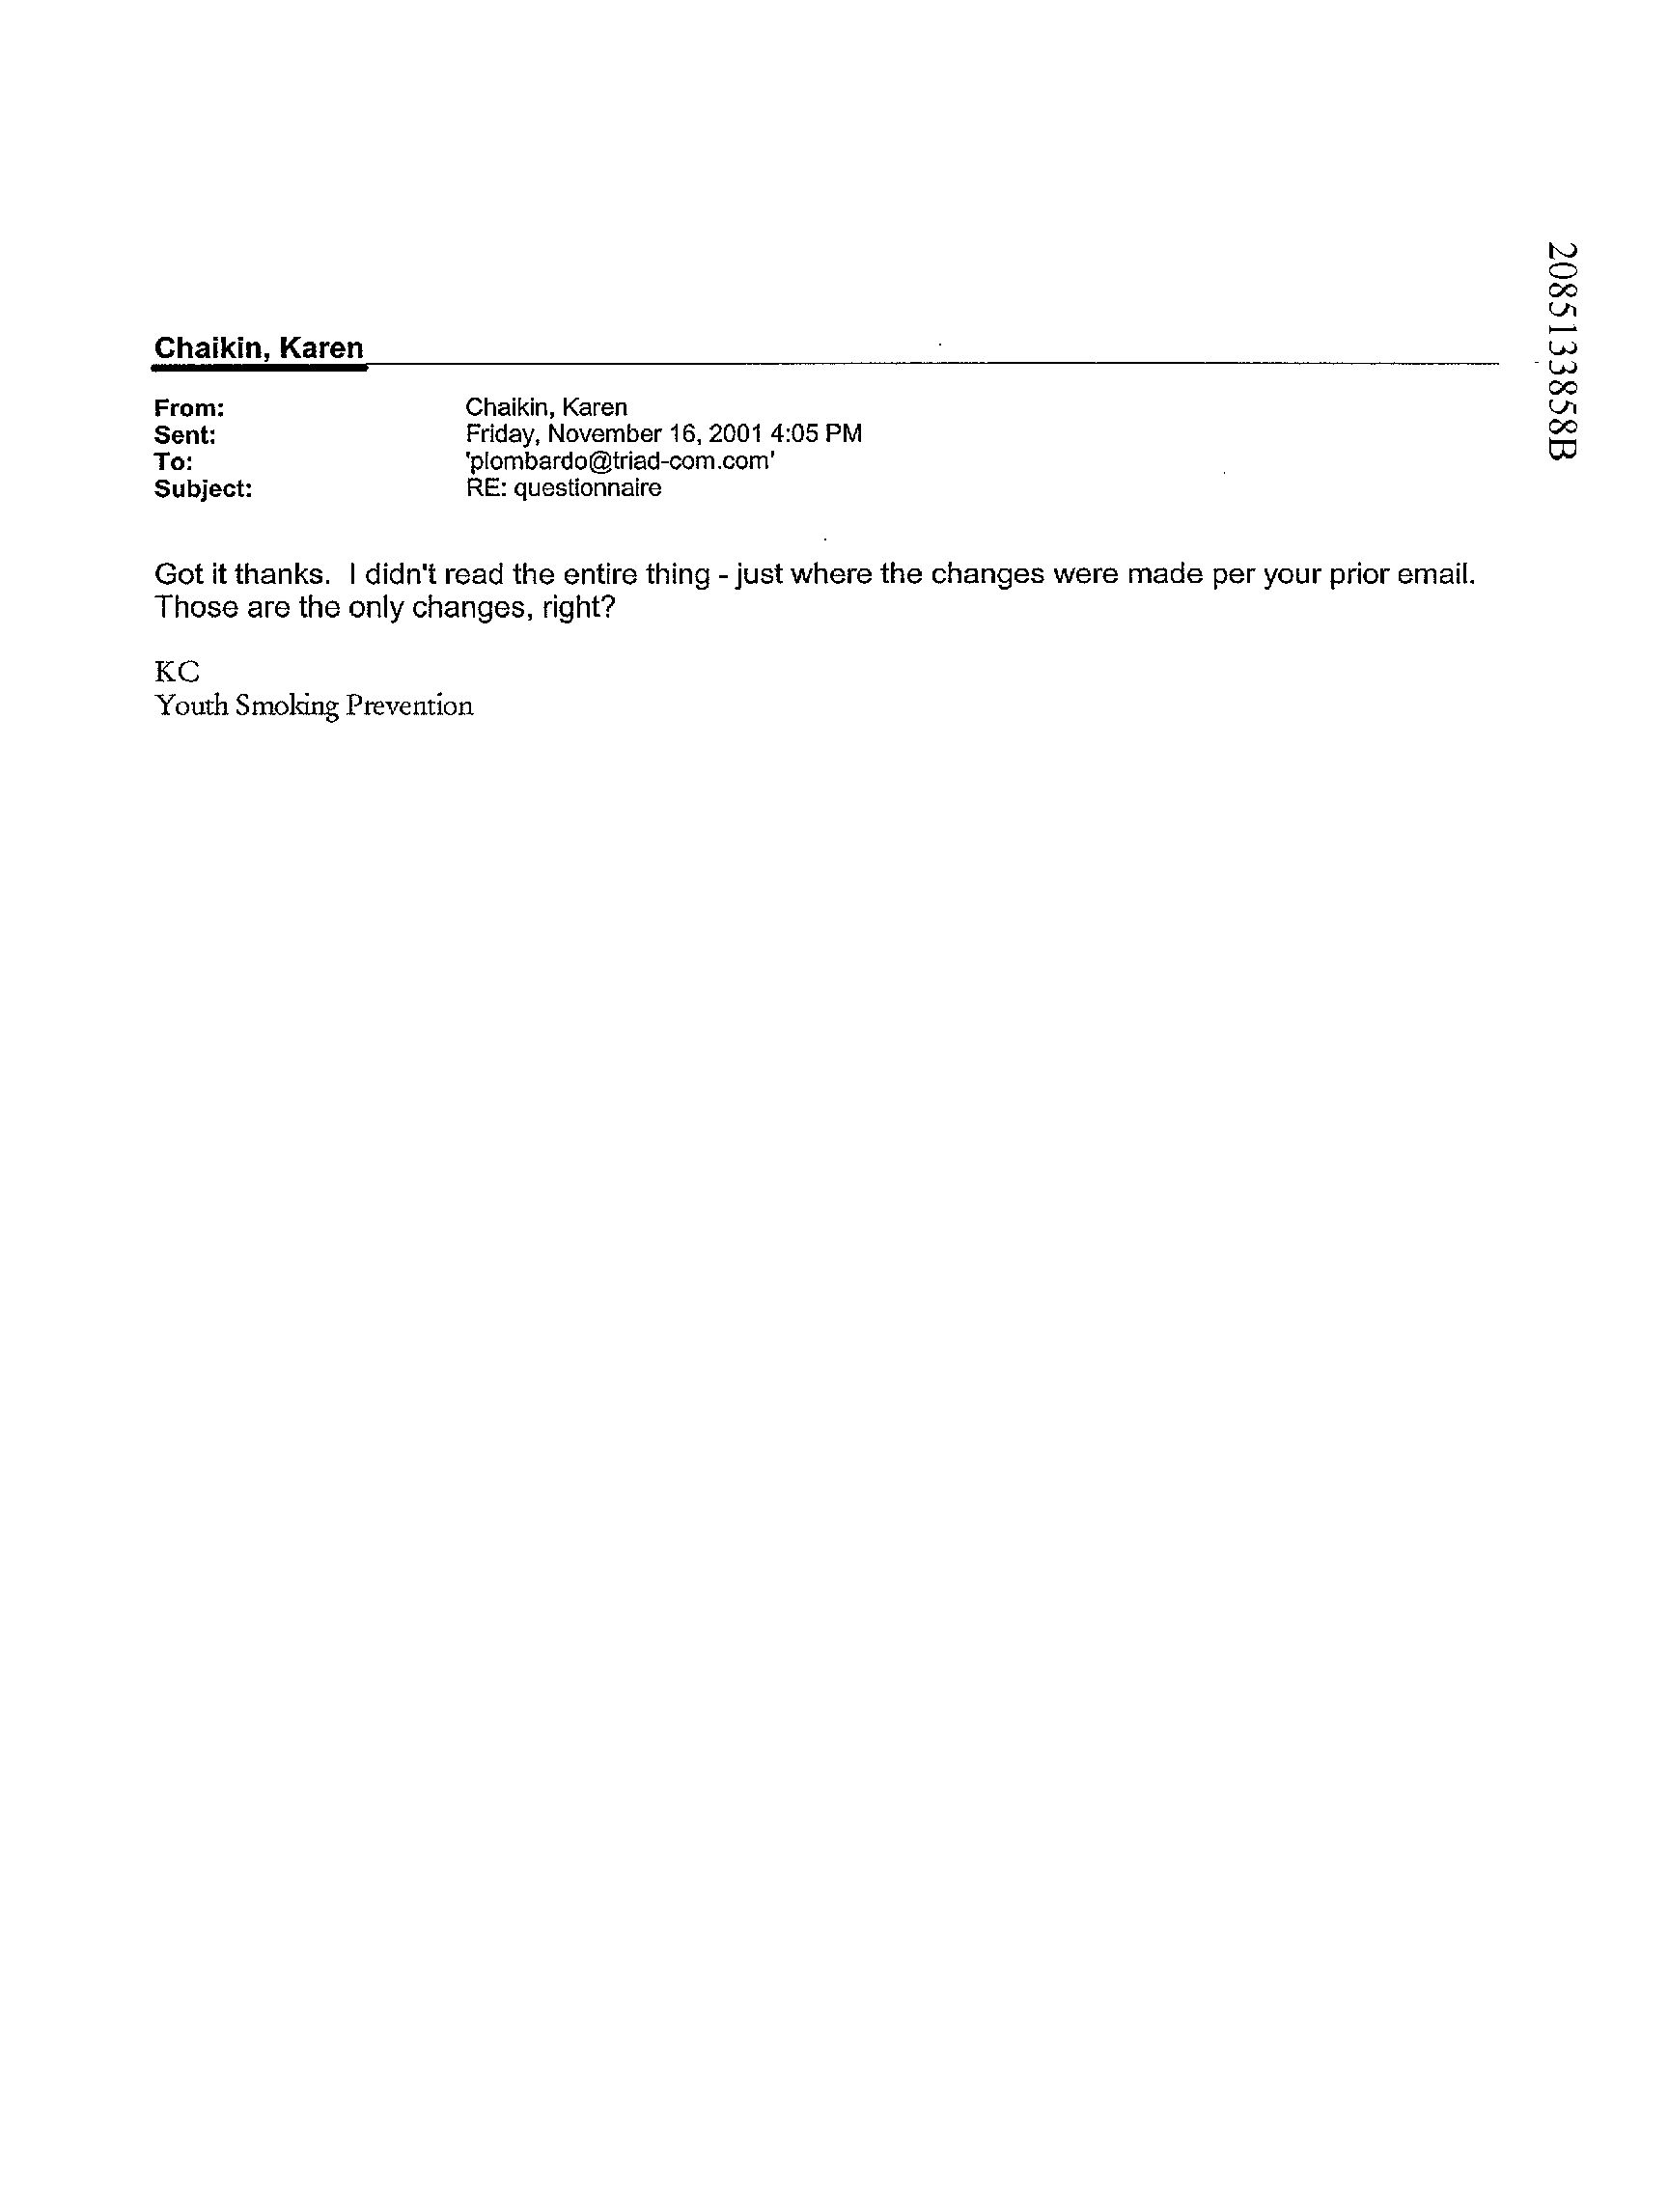 Chaikin, Karen
From: Chaikin, Karen
Sent: Friday, November 16, 2001 4:05 PM
To: 'plombardo@triad-com.com'
Subject: RE: questionnaire
Got it thanks.  I didn't read the entire thing - just where the changes were made per your prior email.
Those are the only changes, right?
KC
Youth Smoking Prevention
2085133858B